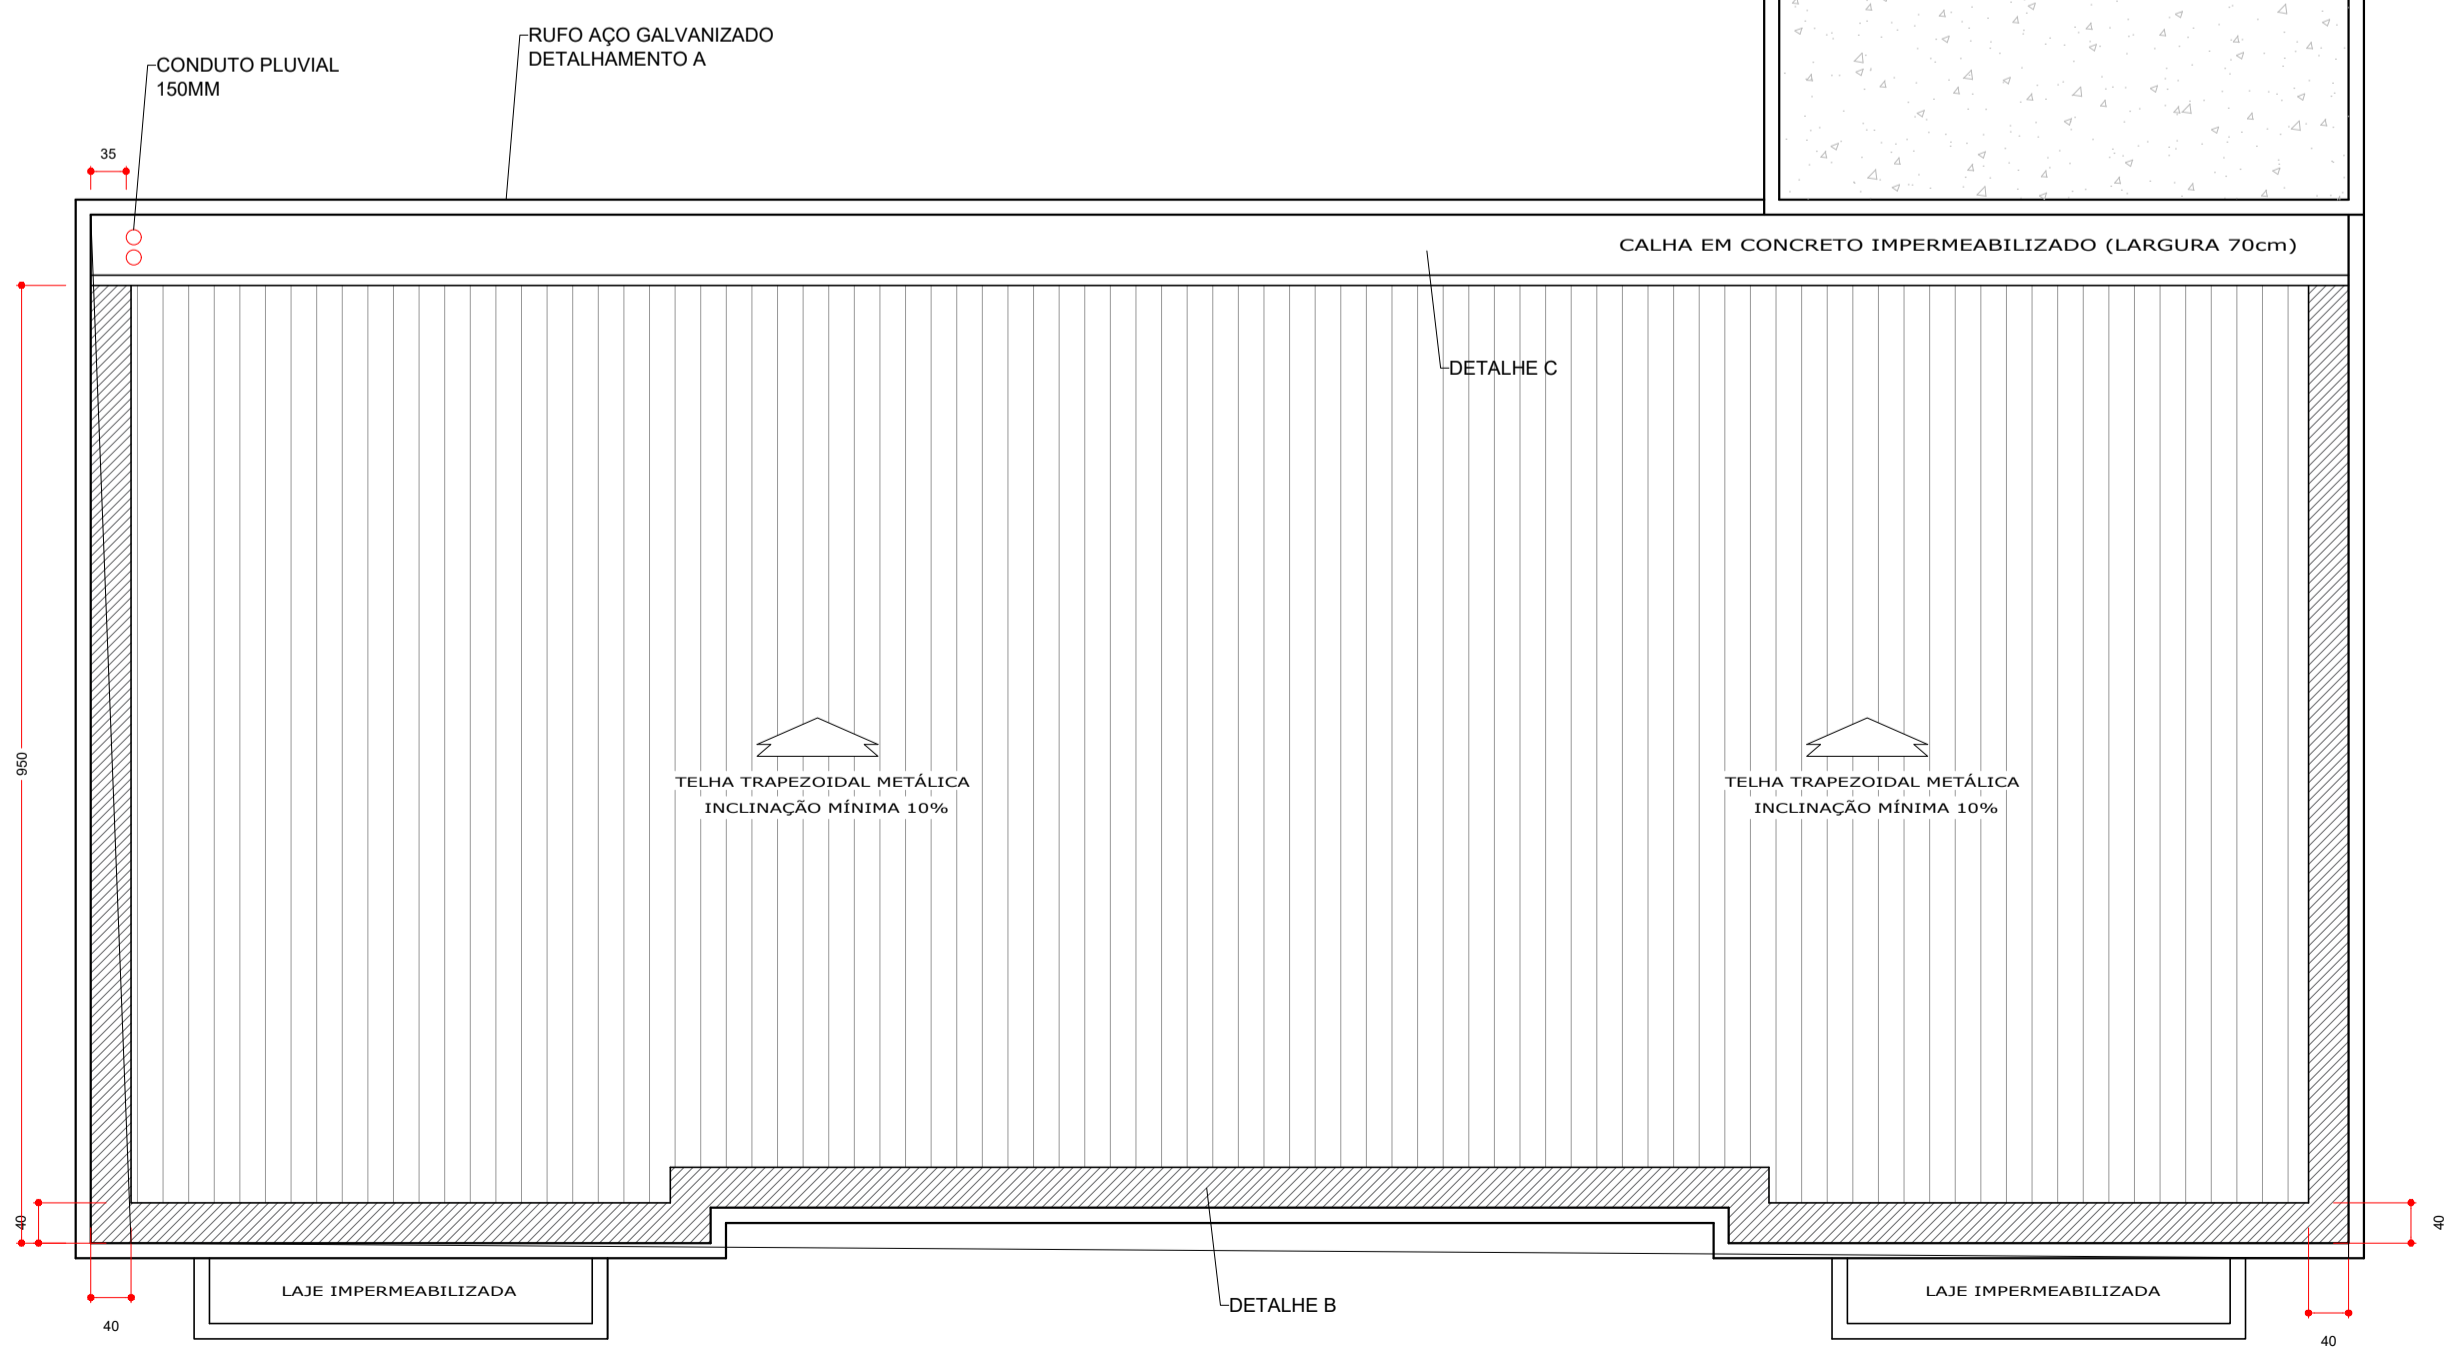 RUFO AÇO GALVANIZADO
DETALHAMENTO A
CONDUTO PLUVIAL
150MM
35
CALHA EM CONCRETO IMPERMEABILIZADO (LARGURA 70cm)
DETALHE C
950
TELHA TRAPEZOIDAL METÁLICA
INCLINAÇÃO MÍNIMA 10%
TELHA TRAPEZOIDAL METÁLICA
INCLINAÇÃO MÍNIMA 10%
40
40
LAJE IMPERMEABILIZADA
LAJE IMPERMEABILIZADA
DETALHE B
40
40